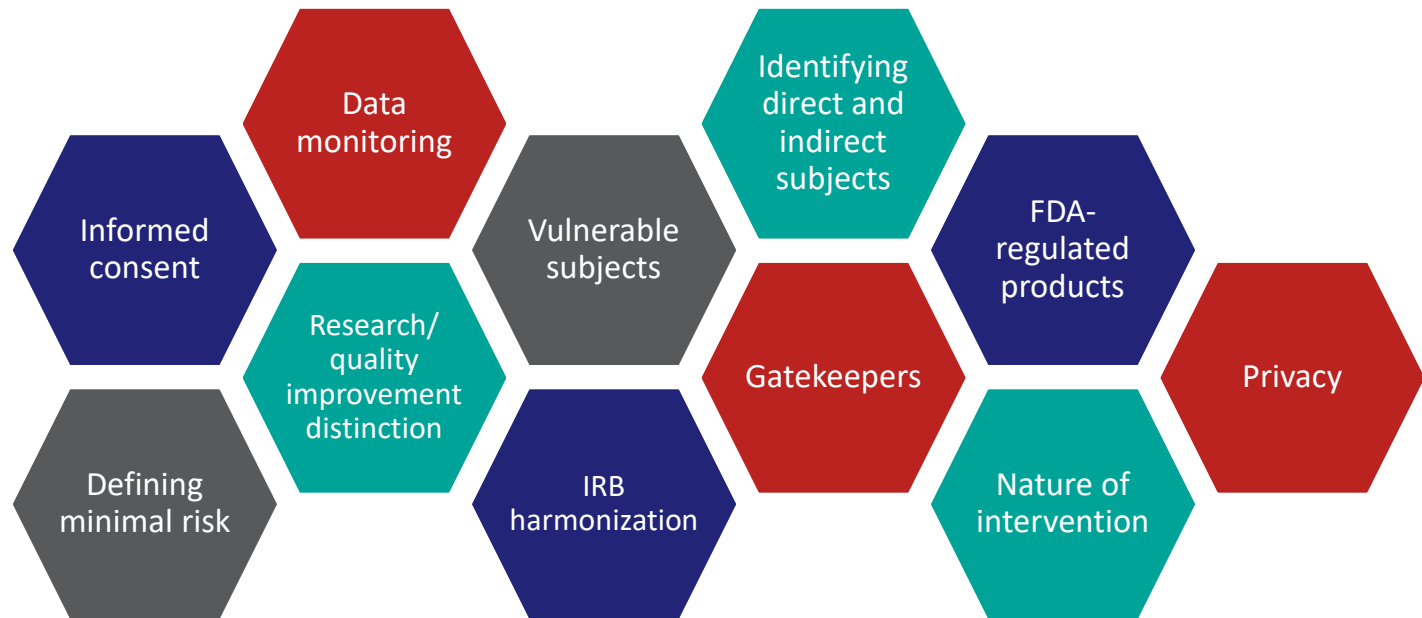 Informed
consent
Data
monitoring
Vulnerable
subjects
Identifying
direct and
indirect
subjects
FDA-
regulated
products
Research/
quality
improvement
distinction
Gatekeepers
Privacy
Defining
minimal risk
IRB
harmonization
Nature of
intervention